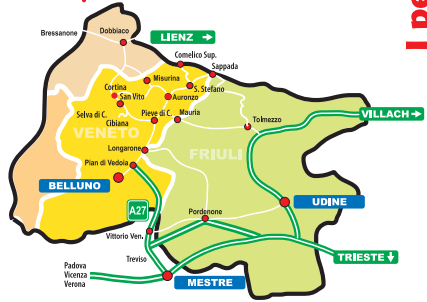 I pe
Bressanone
Dobbiaco
LIENZ →
Comelico Sup.
Sappada
Misurina
S. Stefano
Cortina
Auronzo
San Vito
Selva di C.
Pieve di C.
Mauria
Cibiana
Tolmezzo
VILLACH →
VENETO
Longarone
FRIULI
Pian di Vedoia
BELLUNO
A27
UDINE
Pordenone
Vittorio Ven.
Treviso
TRIESTE ↓
Padova
Vicenza
Verona
MESTRE